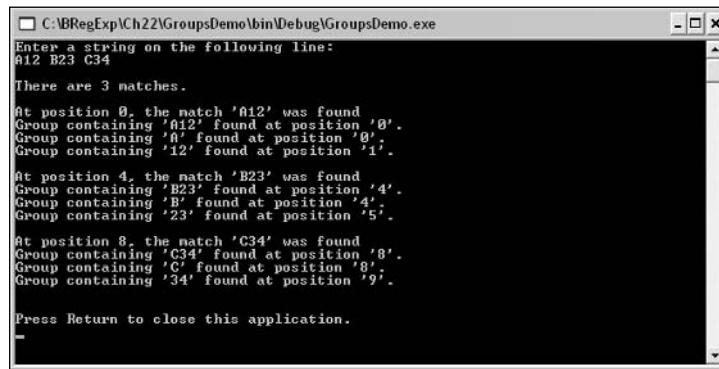 C:\BRegExp\Ch22\GroupsDemo\bin\Debug\GroupsDemo.exe
Enter a string on the following line:
A12 B23 C34
There are 3 matches.
At position 0, the match 'A12' was found
Group containing 'A12' found at position '0'.
Group containing 'A' found at position '0'.
Group containing '12' found at position '1'.
At position 4, the match 'B23' was found
Group containing 'B23' found at position '4'.
Group containing 'B' found at position '4'.
Group containing '23' found at position '5'.
At position 8, the match 'C34' was found
Group containing 'C34' found at position '8'.
Group containing 'C' found at position '8'.
Group containing '34' found at position '9'.
Press Return to close this application.